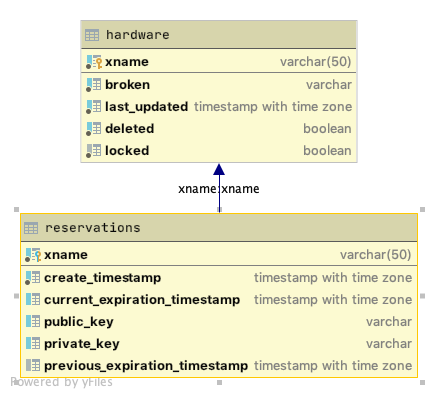 hardware
xname varchar(50)
broken varchar
last_updated timestamp with time zone
deleted boolean
locked boolean
xname:xname
reservations
xname varchar(50)
create_timestamp timestamp with time zone
current_expiration_timestamp timestamp with time zone
public_key varchar
private_key varchar
previous_expiration_timestamp timestamp with time zone
Powered by yFiles